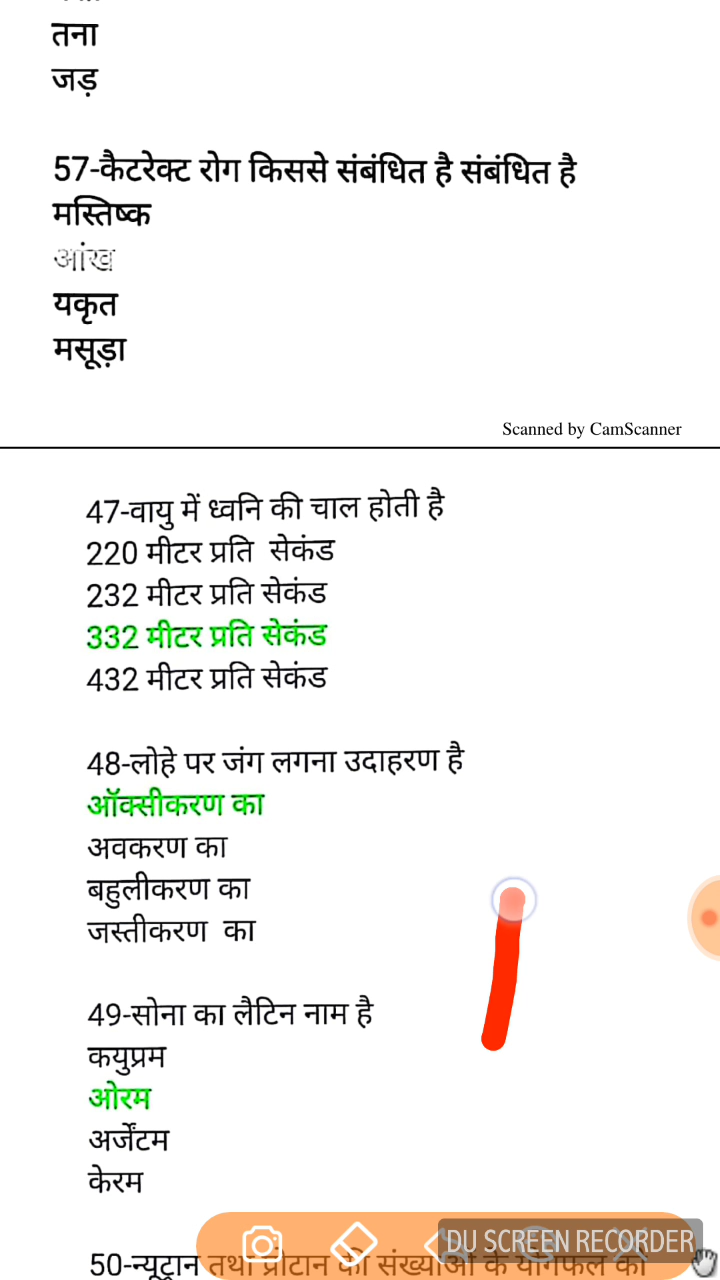 तना
जड़
57-कैटरेक्ट रोग किससे संबंधित है संबंधित है
मस्तिष्क
आंख
यकृत
मसूड़ा
Scanned by CamScanner
47-वायु में ध्वनि की चाल होती है
220 मीटर प्रति सेकंड
232 मीटर प्रति सेकंड
332 मीटर प्रति सेकंड
432 मीटर प्रति सेकंड
48-लोहे पर जंग लगना उदाहरण है
ऑक्सीकरण का
अवकरण का
बहुलीकरण का
जस्तीकरण का
49-सोना का लैटिन नाम है
कयुप्रम
ओरम
अर्जेंटम
केरम
DU SCREEN RECORDER
50-न्यूट्रान तथा प्रोटान की संख्याओं के योगफल को